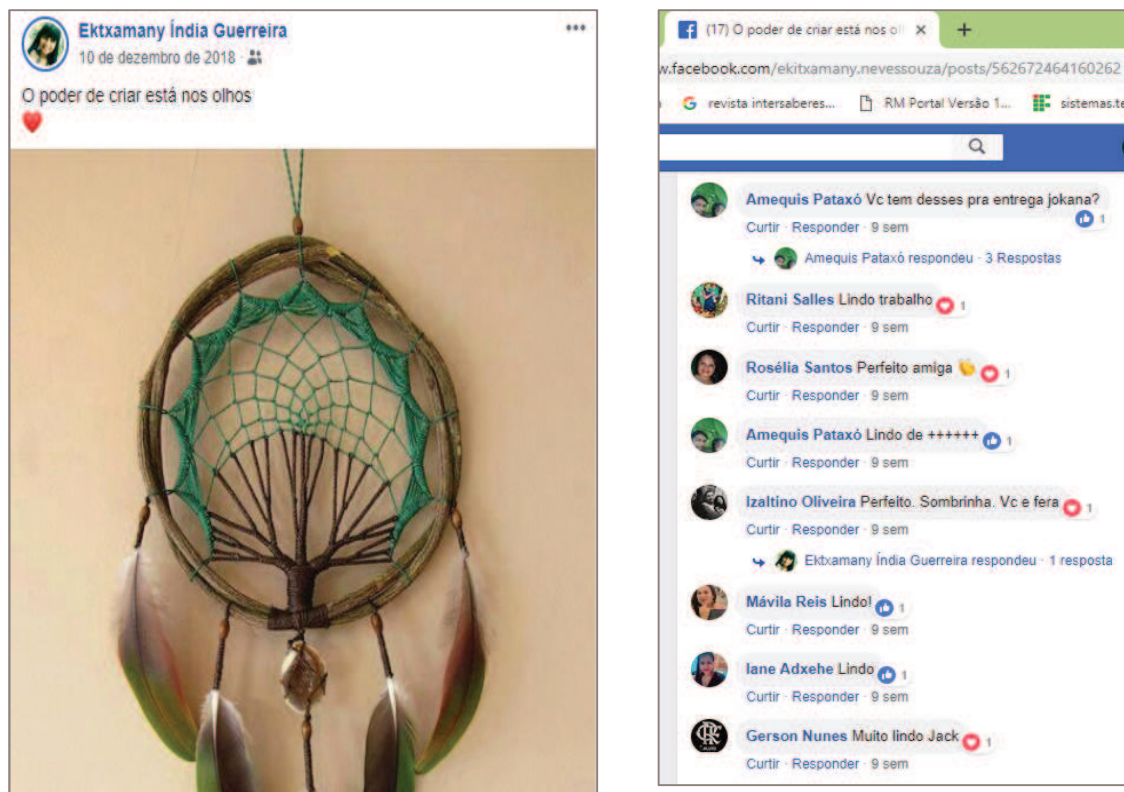 Ektxamany Índia Guerreira
10 de dezembro de 2018
O poder de criar está nos olhos
(17) O poder de criar está nos ol
w.facebook.com/ekitxamany.nevessouza/posts/562672464160262
revista intersaberes...
RM Portal Versão 1...
sistemas.te
Amequis Pataxó Vc tem desses pra entrega jokana?
1
Curtir · Responder · 9 sem
Amequis Pataxó respondeu · 3 Respostas
Ritani Salles Lindo trabalho 1
Curtir · Responder · 9 sem
Rosélia Santos Perfeito amiga 1
Curtir · Responder · 9 sem
Amequis Pataxó Lindo de ++++++ 1
Curtir · Responder · 9 sem
Izaltino Oliveira Perfeito. Sombrinha. Vc e fera 1
Curtir · Responder · 9 sem
Ektxamany Índia Guerreira respondeu · 1 resposta
Mávila Reis Lindo! 1
Curtir · Responder · 9 sem
Iane Adxehe Lindo 1
Curtir · Responder · 9 sem
Gerson Nunes Muito lindo Jack 1
Curtir · Responder · 9 sem